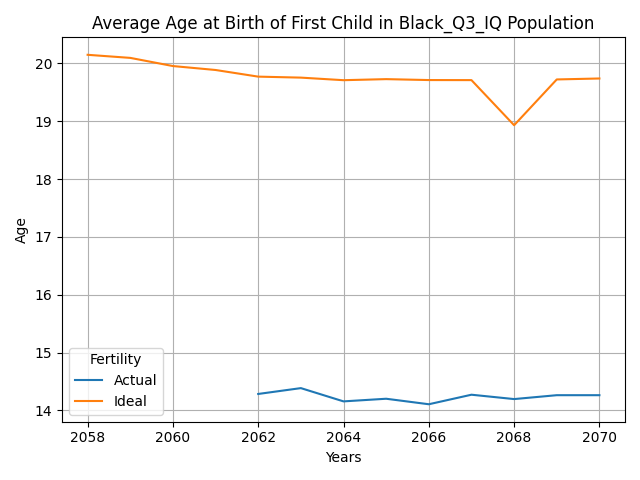 Average Age at Birth of First Child in Black_Q3_IQ Population
Age
20
19
18
17
16
15
14
Fertility
Actual
Ideal
2058 2060 2062 2064 2066 2068 2070
Years